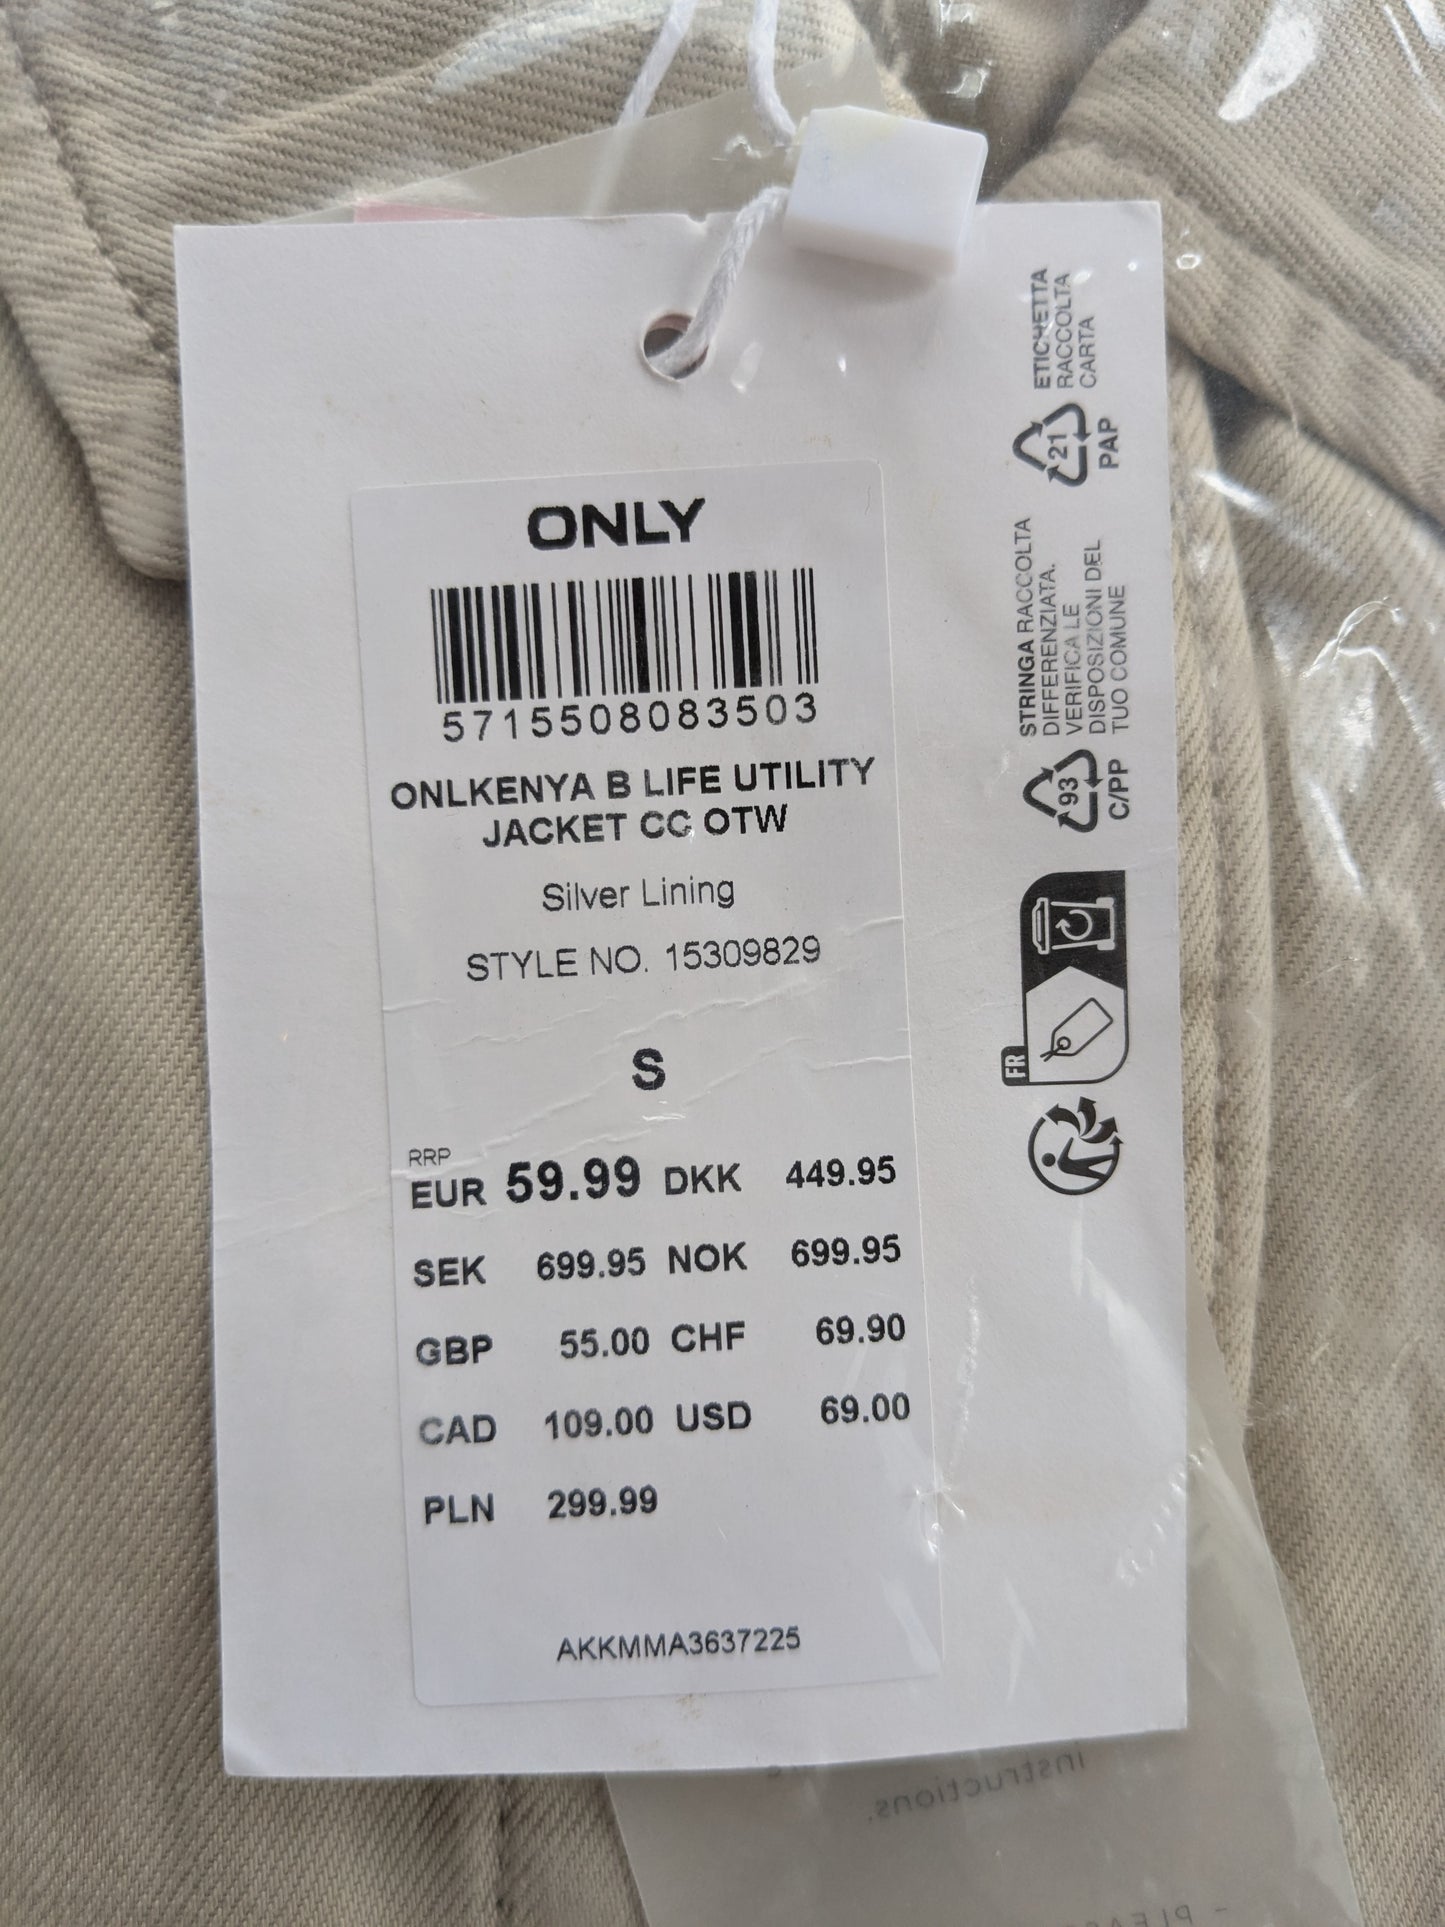 ONLY
5715508083503
ONLKENYA B LIFE UTILITY
JACKET CC OTW
Silver Lining
STYLE NO. 15309829
S
RRP
EUR 59.99 DKK 449.95
SEK 699.95 NOK 699.95
GBP 55.00 CHF 69.90
CAD 109.00 USD 69.00
PLN 299.99
AKKMMA3637225
ETICHETTA
RACCOLTA
CARTA
21
PAP
STRINGA RACCOLTA
DIFFERENZIATA.
VERIFICA LE
DISPOSIZIONI DEL
TUO COMUNE
93
C/PP
FR
instructions.